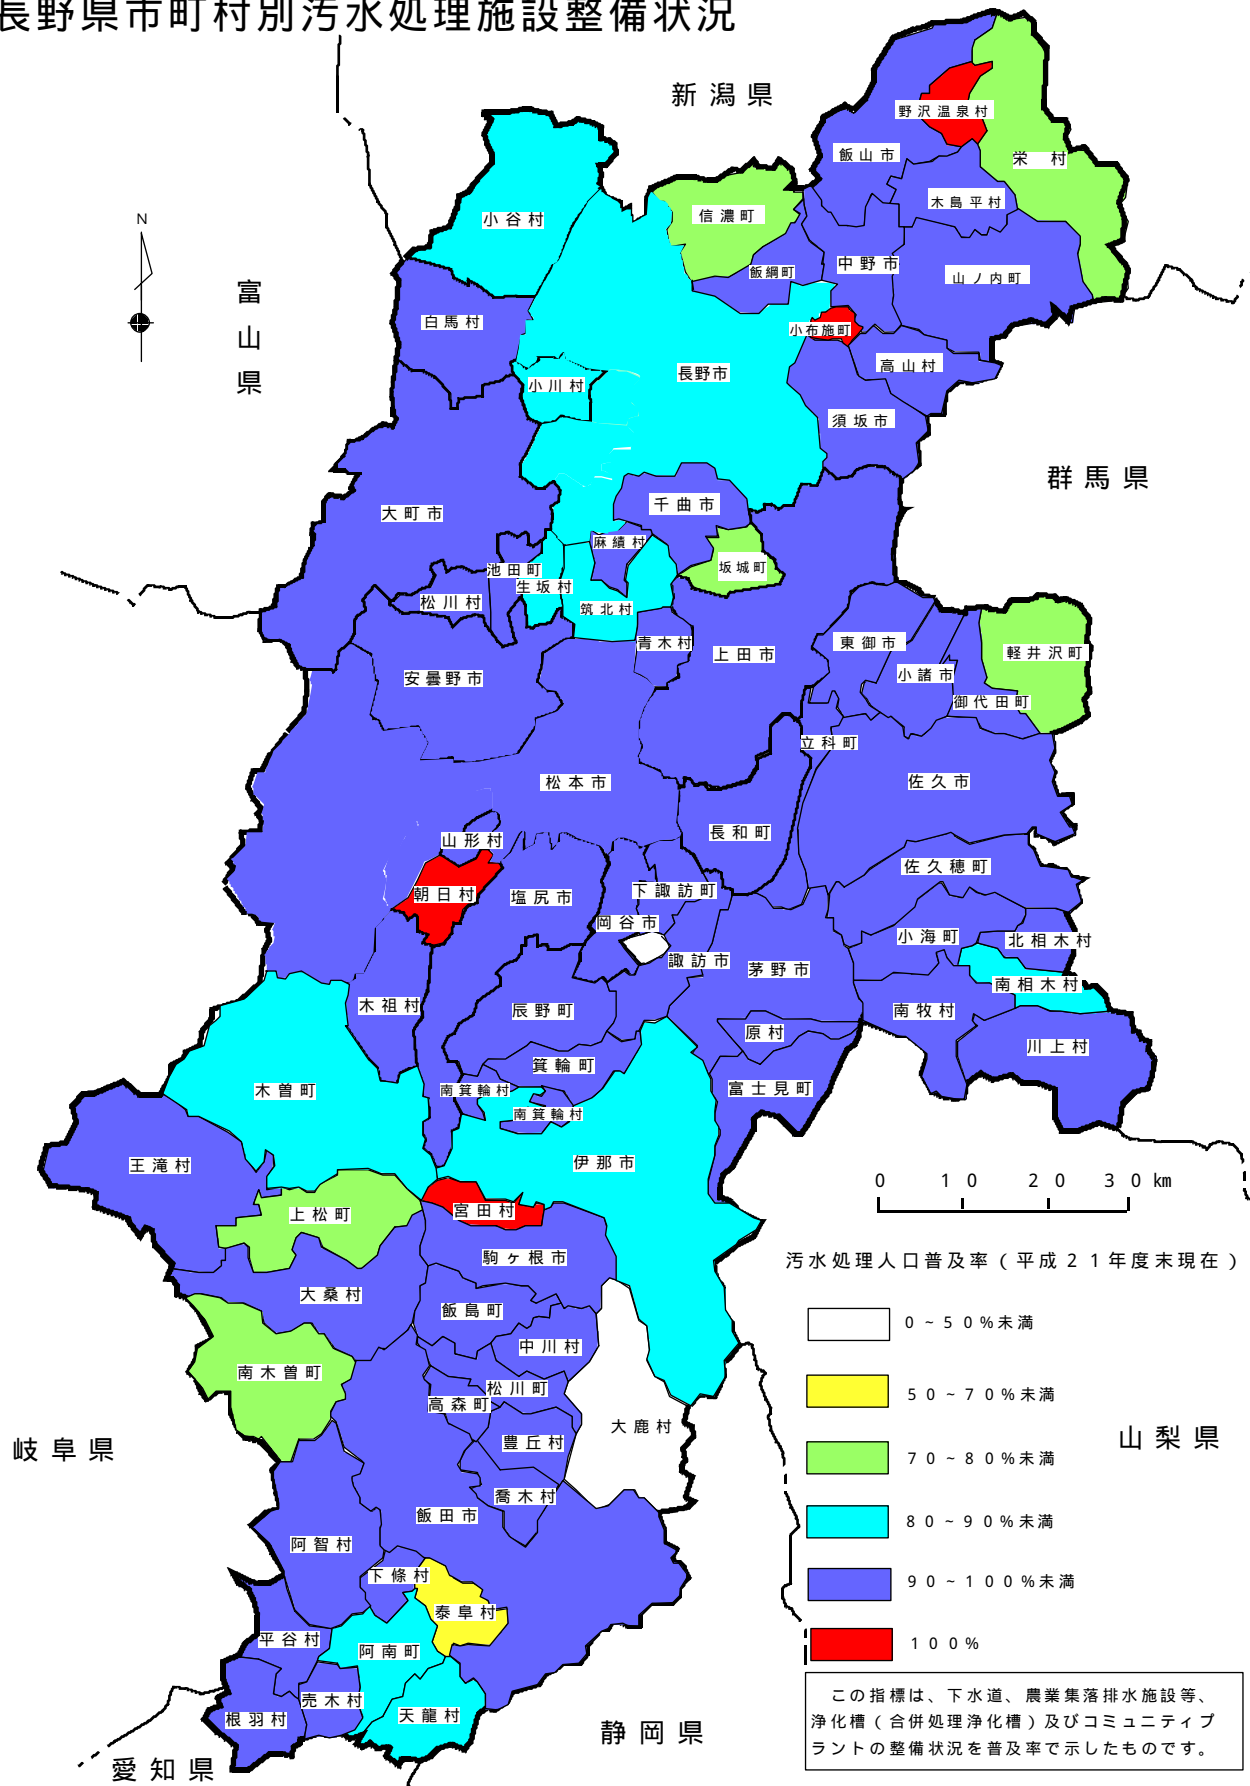 長野県市町村別汚水処理施設整備状況
新潟県
野沢温泉村
飯山市
栄村
木島平村
小谷村
信濃町
N
飯綱町
中野市
山ノ内町
富山県
白馬村
小布施町
高山村
長野市
小川村
須坂市
群馬県
千曲市
大町市
麻績村
池田町
坂城町
生坂村
松川村
筑北村
青木村
上田市
東御市
軽井沢町
小諸市
安曇野市
御代田町
立科町
松本市
佐久市
長和町
山形村
佐久穂町
朝日村
塩尻市
下諏訪町
岡谷市
小海町
北相木村
諏訪市
茅野市
南相木村
木祖村
辰野町
南牧村
原村
川上村
箕輪町
木曽町
南箕輪村
富士見町
南箕輪村
王滝村
伊那市
0 10 20 30km
上松町
宮田村
駒ヶ根市
汚水処理人口普及率(平成21年度末現在)
大桑村
飯島町
0~50%未満
中川村
南木曽町
松川町
50~70%未満
高森町
大鹿村
山梨県
岐阜県
豊丘村
70~80%未満
喬木村
飯田市
80~90%未満
阿智村
下條村
90~100%未満
泰阜村
平谷村
阿南町
100%
売木村
天龍村
根羽村
静岡県
愛知県
この指標は、下水道、農業集落排水施設等、
浄化槽(合併処理浄化槽)及びコミュニティプ
ラントの整備状況を普及率で示したものです。